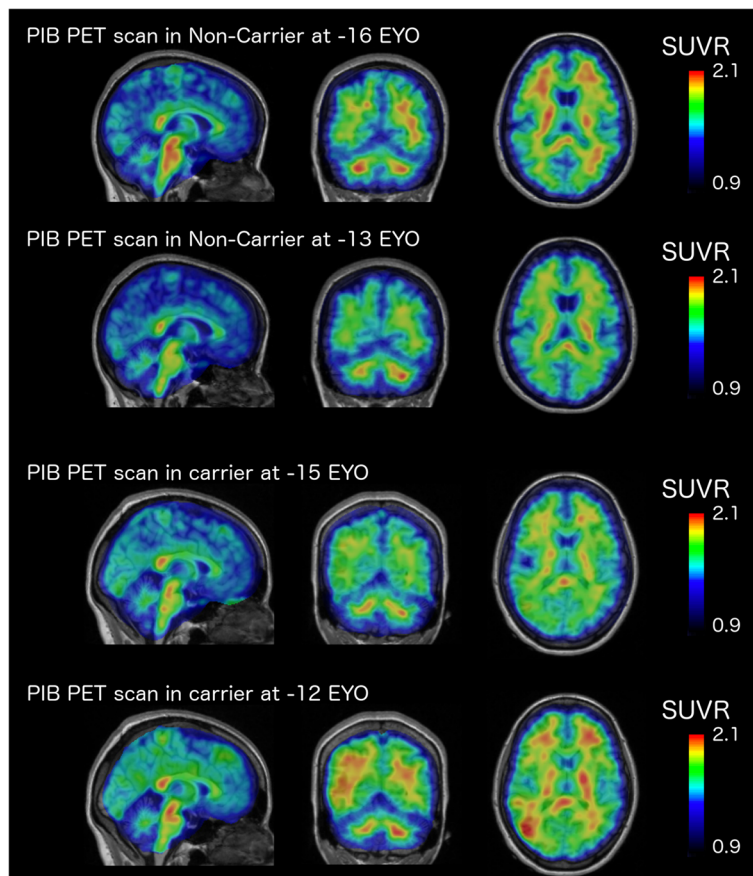 PIB PET scan in Non-Carrier at -16 EYO
SUVR
2.1
0.9
PIB PET scan in Non-Carrier at -13 EYO
SUVR
2.1
0.9
PIB PET scan in carrier at -15 EYO
SUVR
2.1
0.9
PIB PET scan in carrier at -12 EYO
SUVR
2.1
0.9